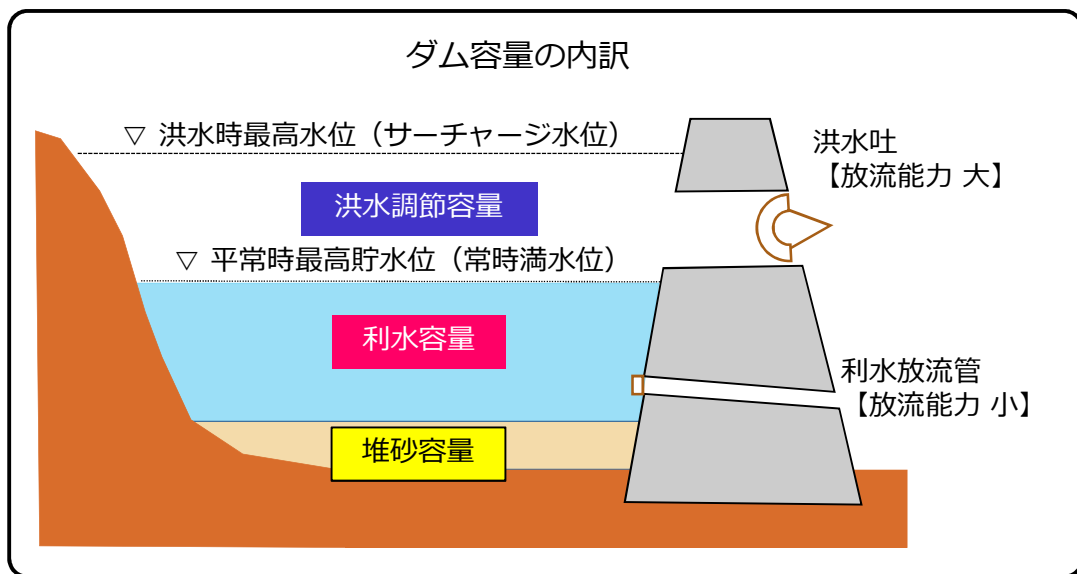 ダム容量の内訳
▽ 洪水時最高水位（サーチャージ水位）
洪水吐
【放流能力 大】
洪水調節容量
▽ 平常時最高貯水位（常時満水位）
利水容量
利水放流管
【放流能力 小】
堆砂容量